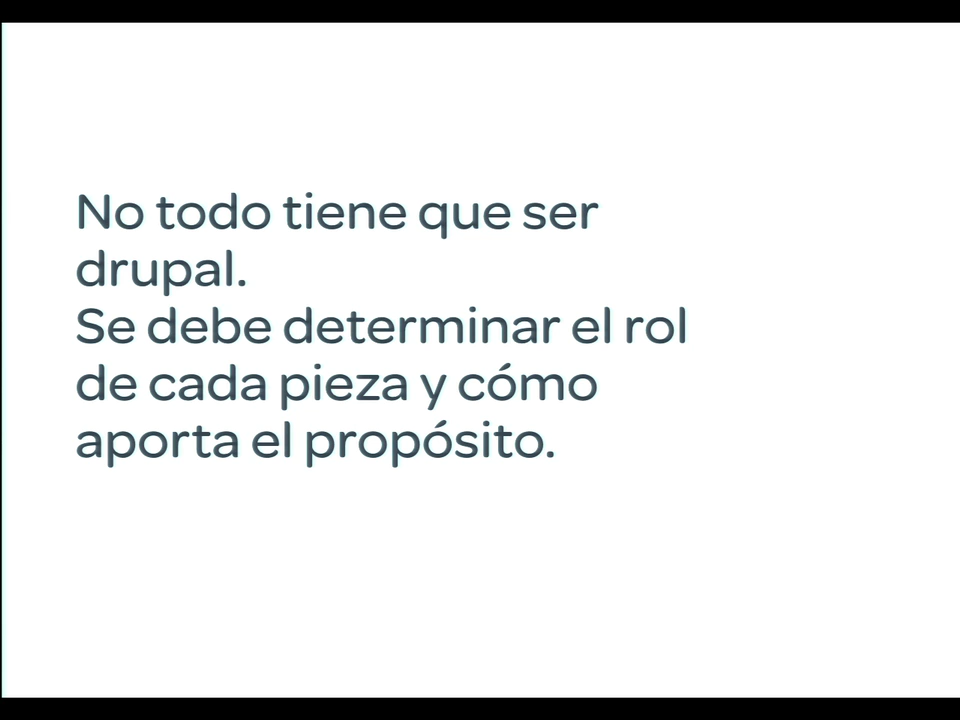 No todo tiene que ser
drupal.
Se debe determinar el rol
de cada pieza y cómo
aporta el propósito.